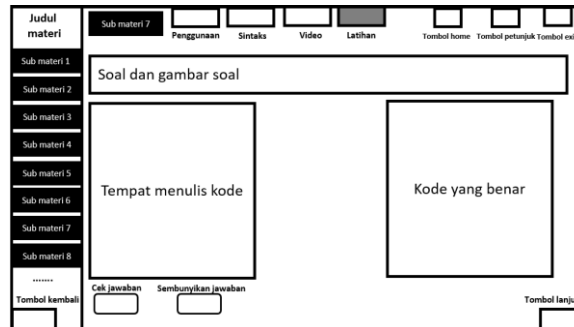 Judul
materi
Sub materi 7
Penggunaan
Sintaks
Video
Latihan
Tombol home
Tombol petunjuk
Tombol exi
Sub materi 1
Sub materi 2
Sub materi 3
Sub materi 4
Sub materi 5
Sub materi 6
Sub materi 7
Sub materi 8
.......
Tombol kembali
Soal dan gambar soal
Tempat menulis kode
Kode yang benar
Cek jawaban
Sembunyikan jawaban
Tombol lanju